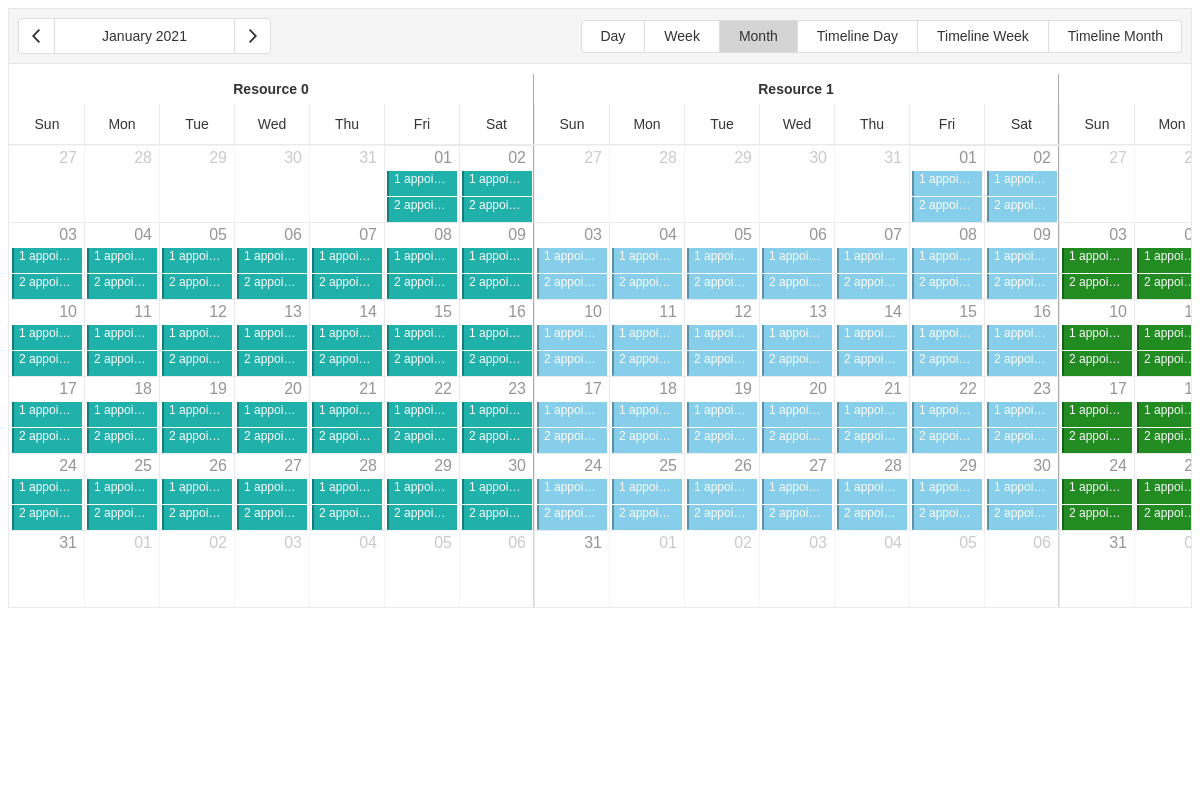 January 2021 Day Week Month Timeline Day Timeline Week Timeline Month
Resource 0 Resource 1
Sun Mon Tue Wed Thu Fri Sat Sun Mon Tue Wed Thu Fri Sat Sun Mon
27 28 29 30 31 01 02 27 28 29 30 31 01 02 27
1 appoi… 1 appoi… 1 appoi… 1 appoi…
2 appoi… 2 appoi… 2 appoi… 2 appoi…
03 04 05 06 07 08 09 03 04 05 06 07 08 09 03
1 appoi… 1 appoi… 1 appoi… 1 appoi… 1 appoi… 1 appoi… 1 appoi… 1 appoi… 1 appoi… 1 appoi… 1 appoi… 1 appoi… 1 appoi… 1 appoi… 1 appoi… 1 appoi…
2 appoi… 2 appoi… 2 appoi… 2 appoi… 2 appoi… 2 appoi… 2 appoi… 2 appoi… 2 appoi… 2 appoi… 2 appoi… 2 appoi… 2 appoi… 2 appoi… 2 appoi… 2 appoi…
10 11 12 13 14 15 16 10 11 12 13 14 15 16 10
1 appoi… 1 appoi… 1 appoi… 1 appoi… 1 appoi… 1 appoi… 1 appoi… 1 appoi… 1 appoi… 1 appoi… 1 appoi… 1 appoi… 1 appoi… 1 appoi… 1 appoi… 1 appoi…
2 appoi… 2 appoi… 2 appoi… 2 appoi… 2 appoi… 2 appoi… 2 appoi… 2 appoi… 2 appoi… 2 appoi… 2 appoi… 2 appoi… 2 appoi… 2 appoi… 2 appoi… 2 appoi…
17 18 19 20 21 22 23 17 18 19 20 21 22 23 17
1 appoi… 1 appoi… 1 appoi… 1 appoi… 1 appoi… 1 appoi… 1 appoi… 1 appoi… 1 appoi… 1 appoi… 1 appoi… 1 appoi… 1 appoi… 1 appoi… 1 appoi… 1 appoi…
2 appoi… 2 appoi… 2 appoi… 2 appoi… 2 appoi… 2 appoi… 2 appoi… 2 appoi… 2 appoi… 2 appoi… 2 appoi… 2 appoi… 2 appoi… 2 appoi… 2 appoi… 2 appoi…
24 25 26 27 28 29 30 24 25 26 27 28 29 30 24
1 appoi… 1 appoi… 1 appoi… 1 appoi… 1 appoi… 1 appoi… 1 appoi… 1 appoi… 1 appoi… 1 appoi… 1 appoi… 1 appoi… 1 appoi… 1 appoi… 1 appoi… 1 appoi…
2 appoi… 2 appoi… 2 appoi… 2 appoi… 2 appoi… 2 appoi… 2 appoi… 2 appoi… 2 appoi… 2 appoi… 2 appoi… 2 appoi… 2 appoi… 2 appoi… 2 appoi… 2 appoi…
31 01 02 03 04 05 06 31 01 02 03 04 05 06 31